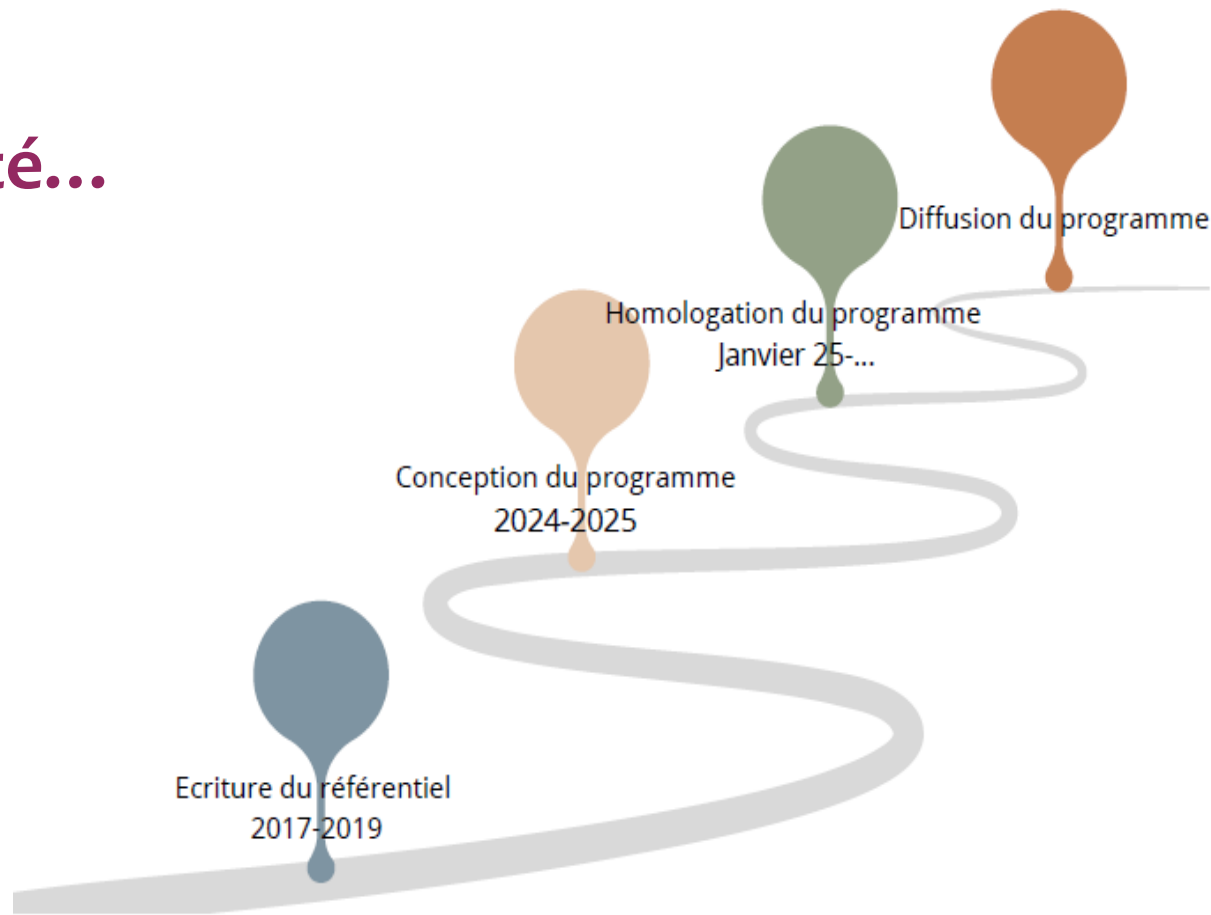 té...
Diffusion du programme
Homologation du programme
Janvier 25-...
Conception du programme
2024-2025
Ecriture du référentiel
2017-2019